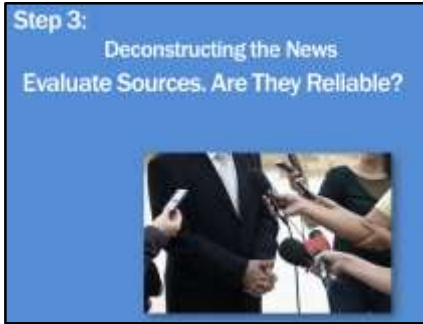 Step 3:
Deconstructing the News
Evaluate Sources. Are They Reliable?